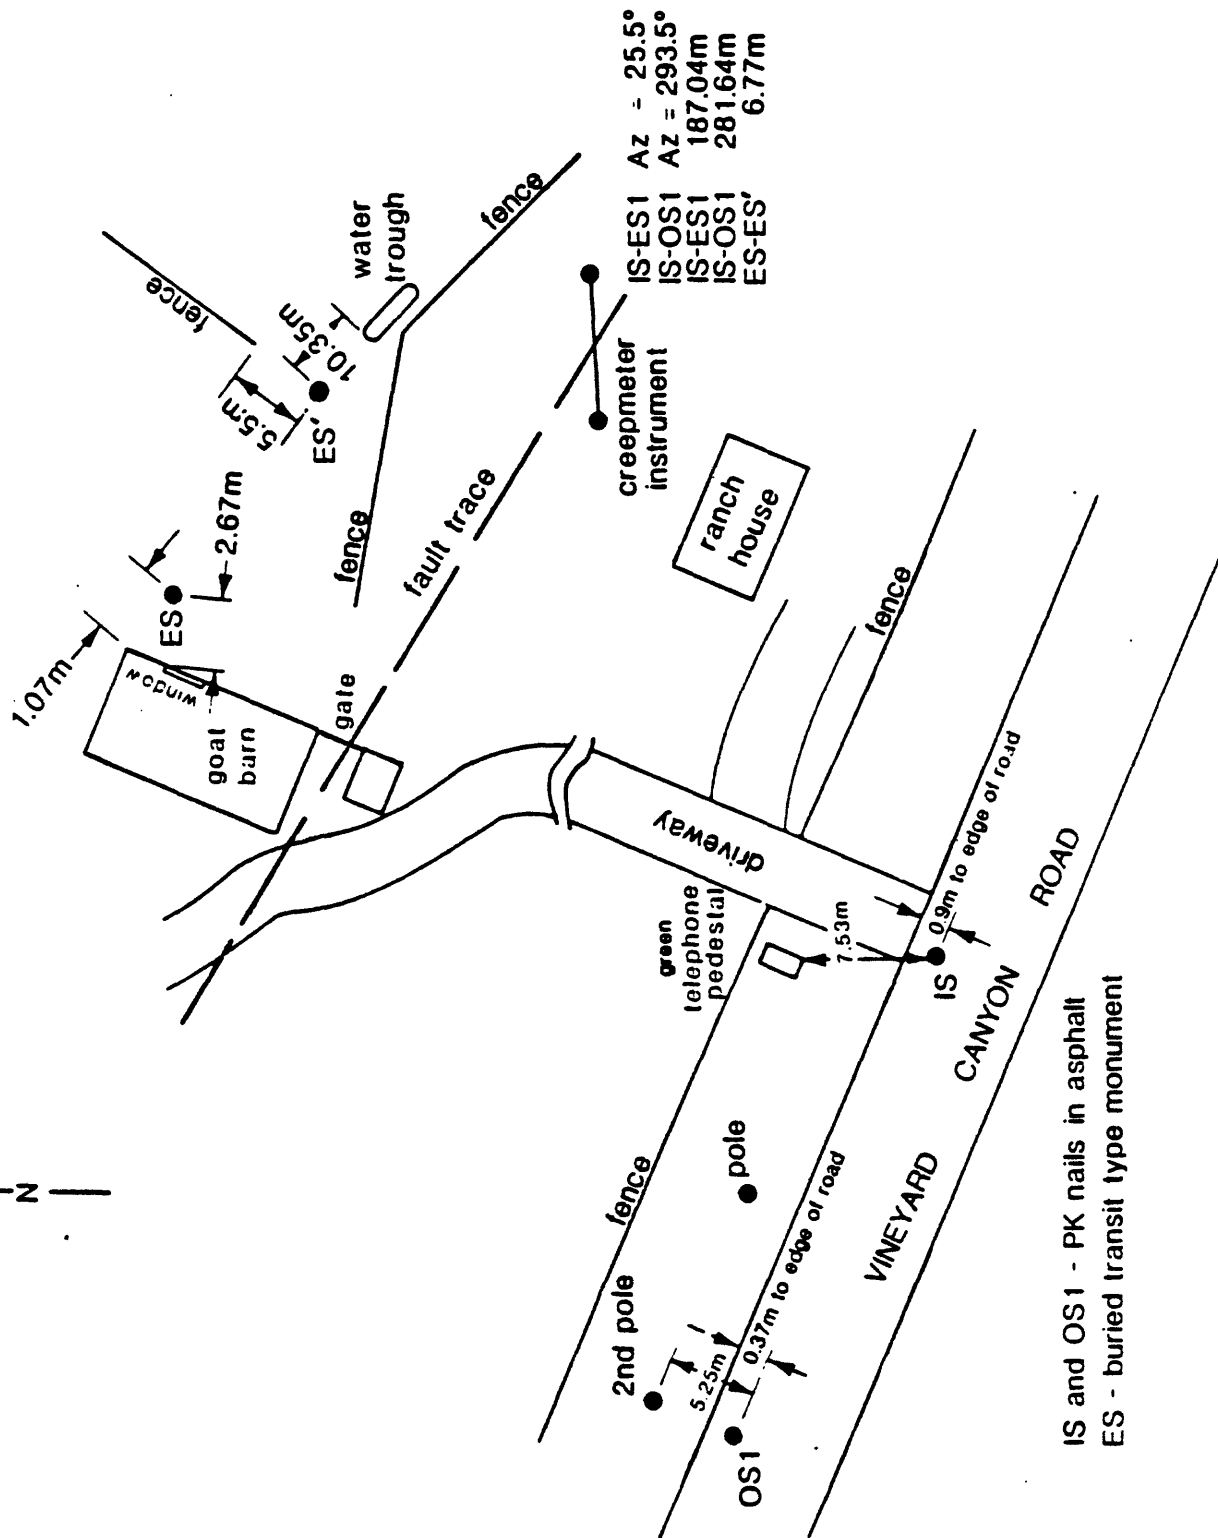 N
1.07m
window
goat
barn
ES
2.67m
gate
5.5m
ES'
10.35m
fence
water
trough
fence
fence
fault trace
creepmeter
instrument
IS-ES1 Az = 25.5°
IS-OS1 Az = 293.5°
IS-ES1 187.04m
IS-OS1 281.64m
ES-ES' 6.77m
ranch
house
driveway
fence
green
telephone
pedestal
7.53m
0.9m to edge of road
IS
fence
pole
2nd pole
5.25m
0.37m to edge of road
OS1
VINEYARD CANYON ROAD
IS and OS1 - PK nails in asphalt
ES - buried transit type monument